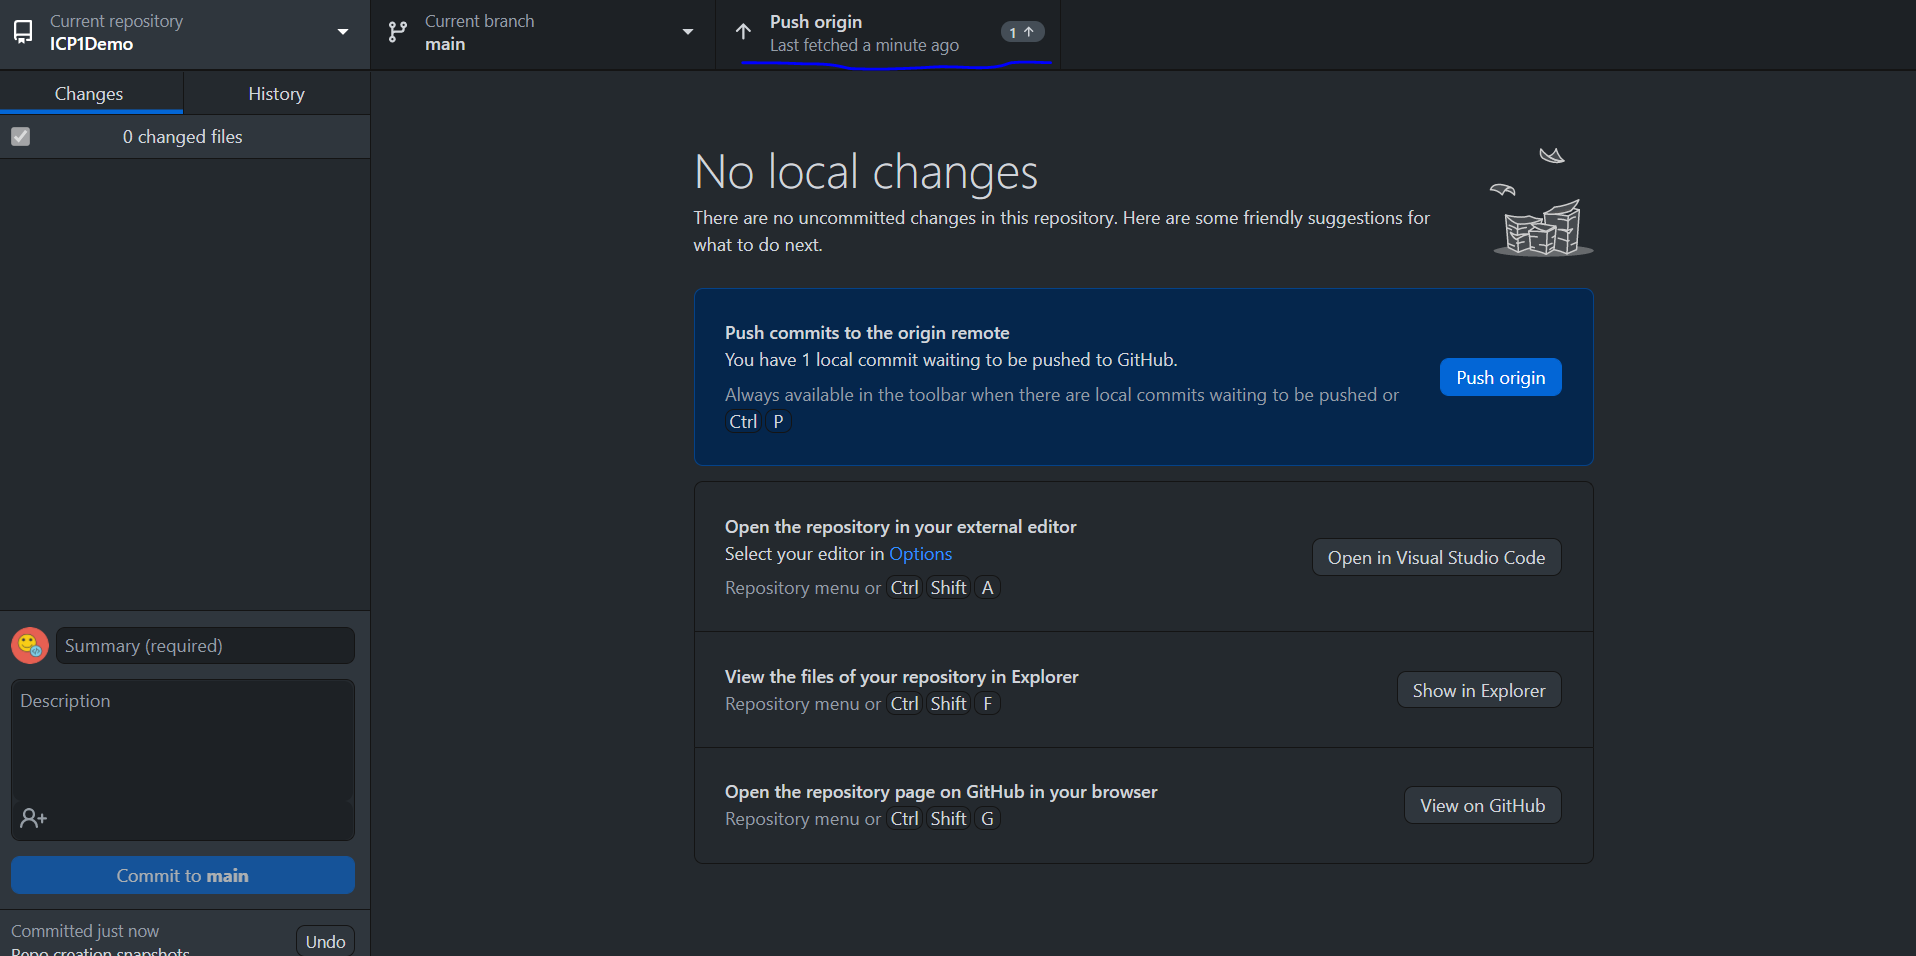 Current repository
ICP1Demo
Current branch
main
Push origin
Last fetched a minute ago
1
Changes
History
0 changed files
No local changes
There are no uncommitted changes in this repository. Here are some friendly suggestions for
what to do next.
Push commits to the origin remote
You have 1 local commit waiting to be pushed to GitHub.
Always available in the toolbar when there are local commits waiting to be pushed or
Ctrl P
Push origin
Open the repository in your external editor
Select your editor in Options
Repository menu or Ctrl Shift A
Open in Visual Studio Code
View the files of your repository in Explorer
Repository menu or Ctrl Shift F
Show in Explorer
Open the repository page on GitHub in your browser
Repository menu or Ctrl Shift G
View on GitHub
Summary (required)
Description
Commit to main
Committed just now
Repo creation snapshots
Undo